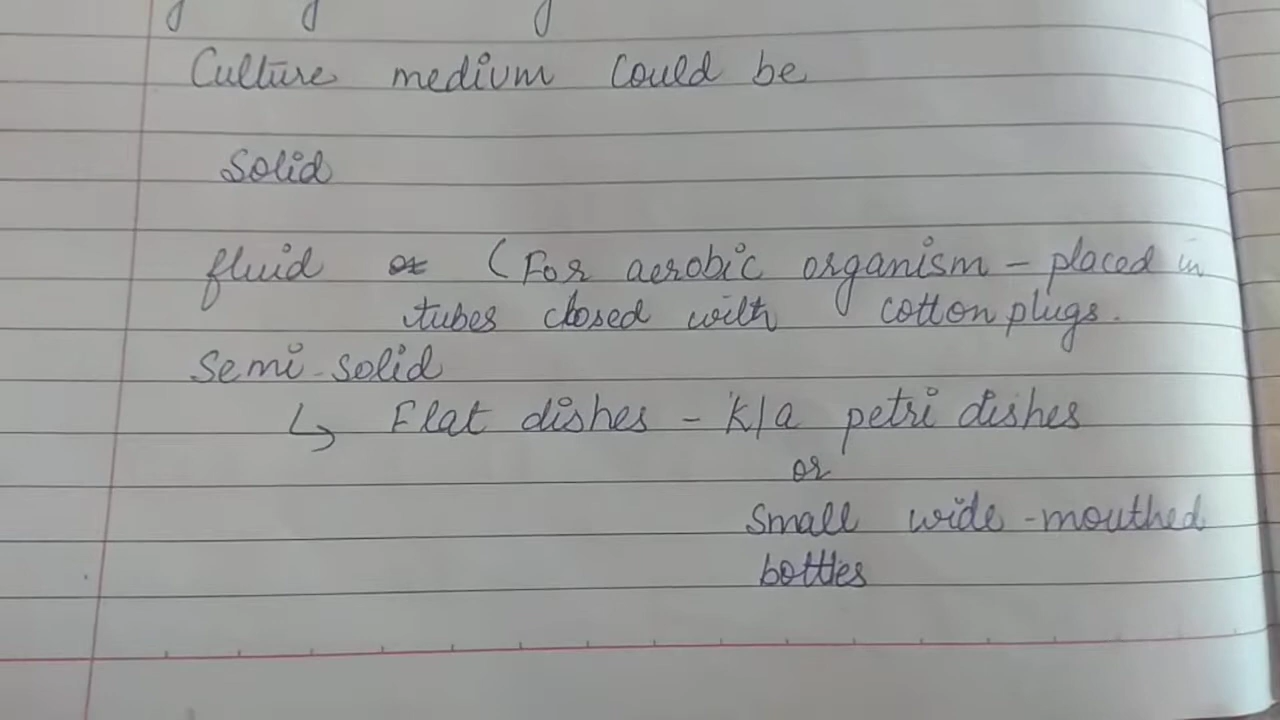 Culture medium could be
Solid
fluid or (For aerobic organism - placed in
tubes closed with cotton plugs.
Semi-solid
↳ Flat dishes - K/a petri dishes
or
Small wide-mouthed
bottles